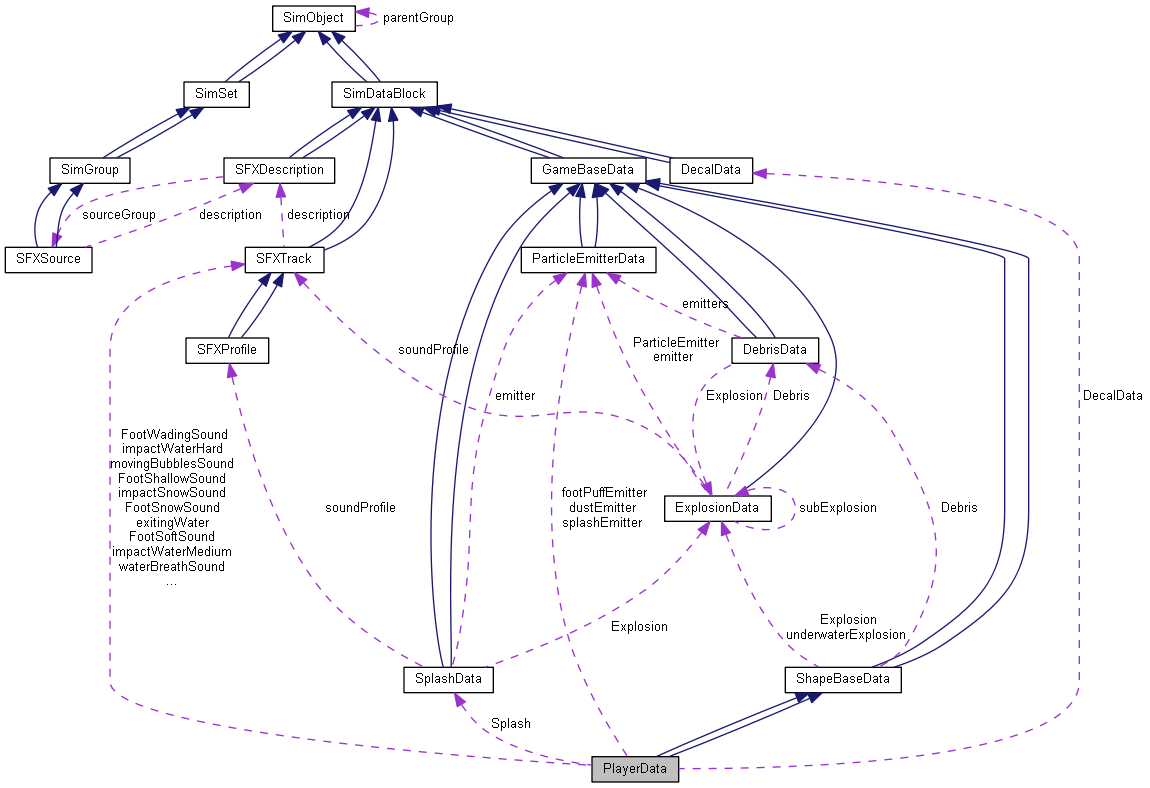 SimObject
parentGroup
SimSet
SimDataBlock
SimGroup
SFXDescription
GameBaseData
DecalData
sourceGroup
description
description
SFXSource
SFXTrack
ParticleEmitterData
emitters
SFXProfile
soundProfile
ParticleEmitter
emitter
DebrisData
emitter
Explosion
Debris
DecalData
FootWadingSound
impactWaterHard
movingBubblesSound
FootShallowSound
impactSnowSound
FootSnowSound
exitingWater
FootSoftSound
impactWaterMedium
waterBreathSound
...
soundProfile
footPuffEmitter
dustEmitter
splashEmitter
ExplosionData
subExplosion
Debris
Explosion
Explosion
underwaterExplosion
SplashData
ShapeBaseData
Splash
PlayerData